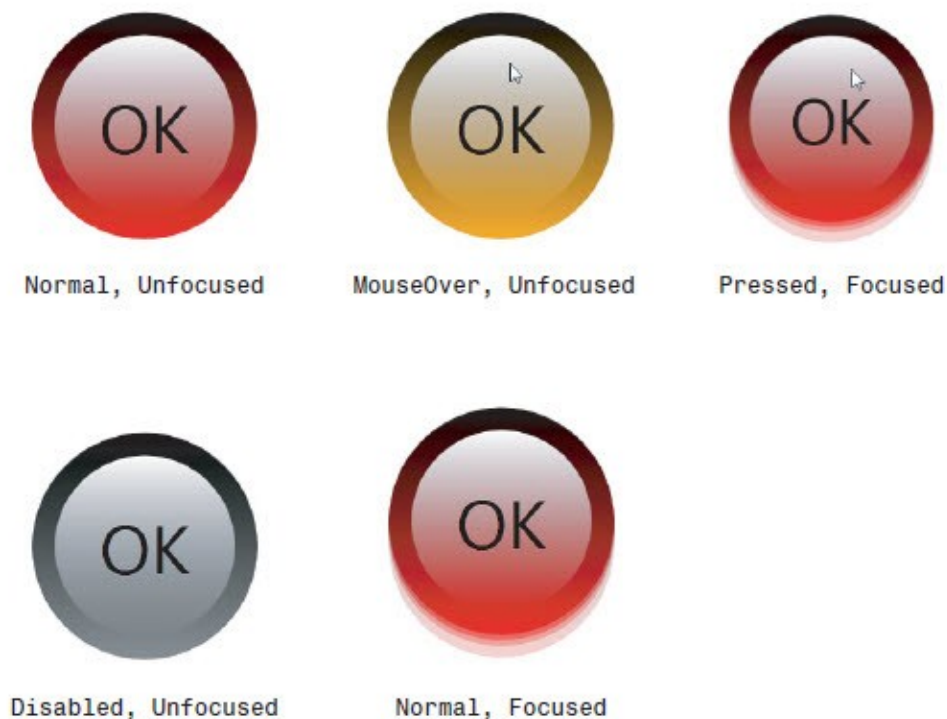 OK
OK
OK
Normal, Unfocused
MouseOver, Unfocused
Pressed, Focused
OK
OK
Disabled, Unfocused
Normal, Focused